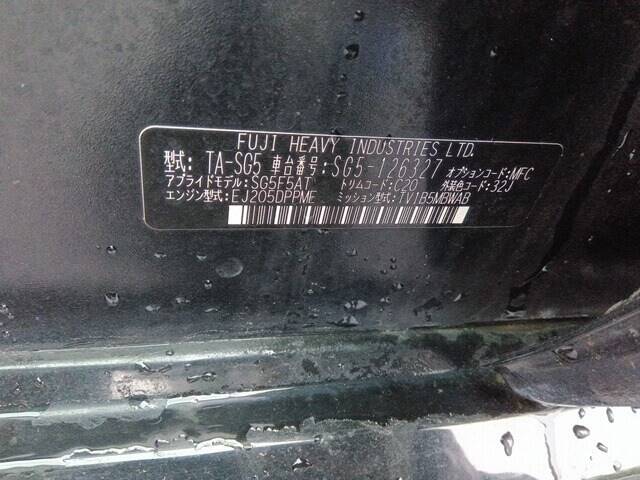 FUJI HEAVY INDUSTRIES LTD.
型式: TA-SG5 車台番号: SG5-126327 オプションコード: MFC
アプライドモデル: SG5F5AT トリムコード: C20 外装色コード: 32J
エンジン型式: EJ205DPPME ミッション型式: TV1B5MBWAB